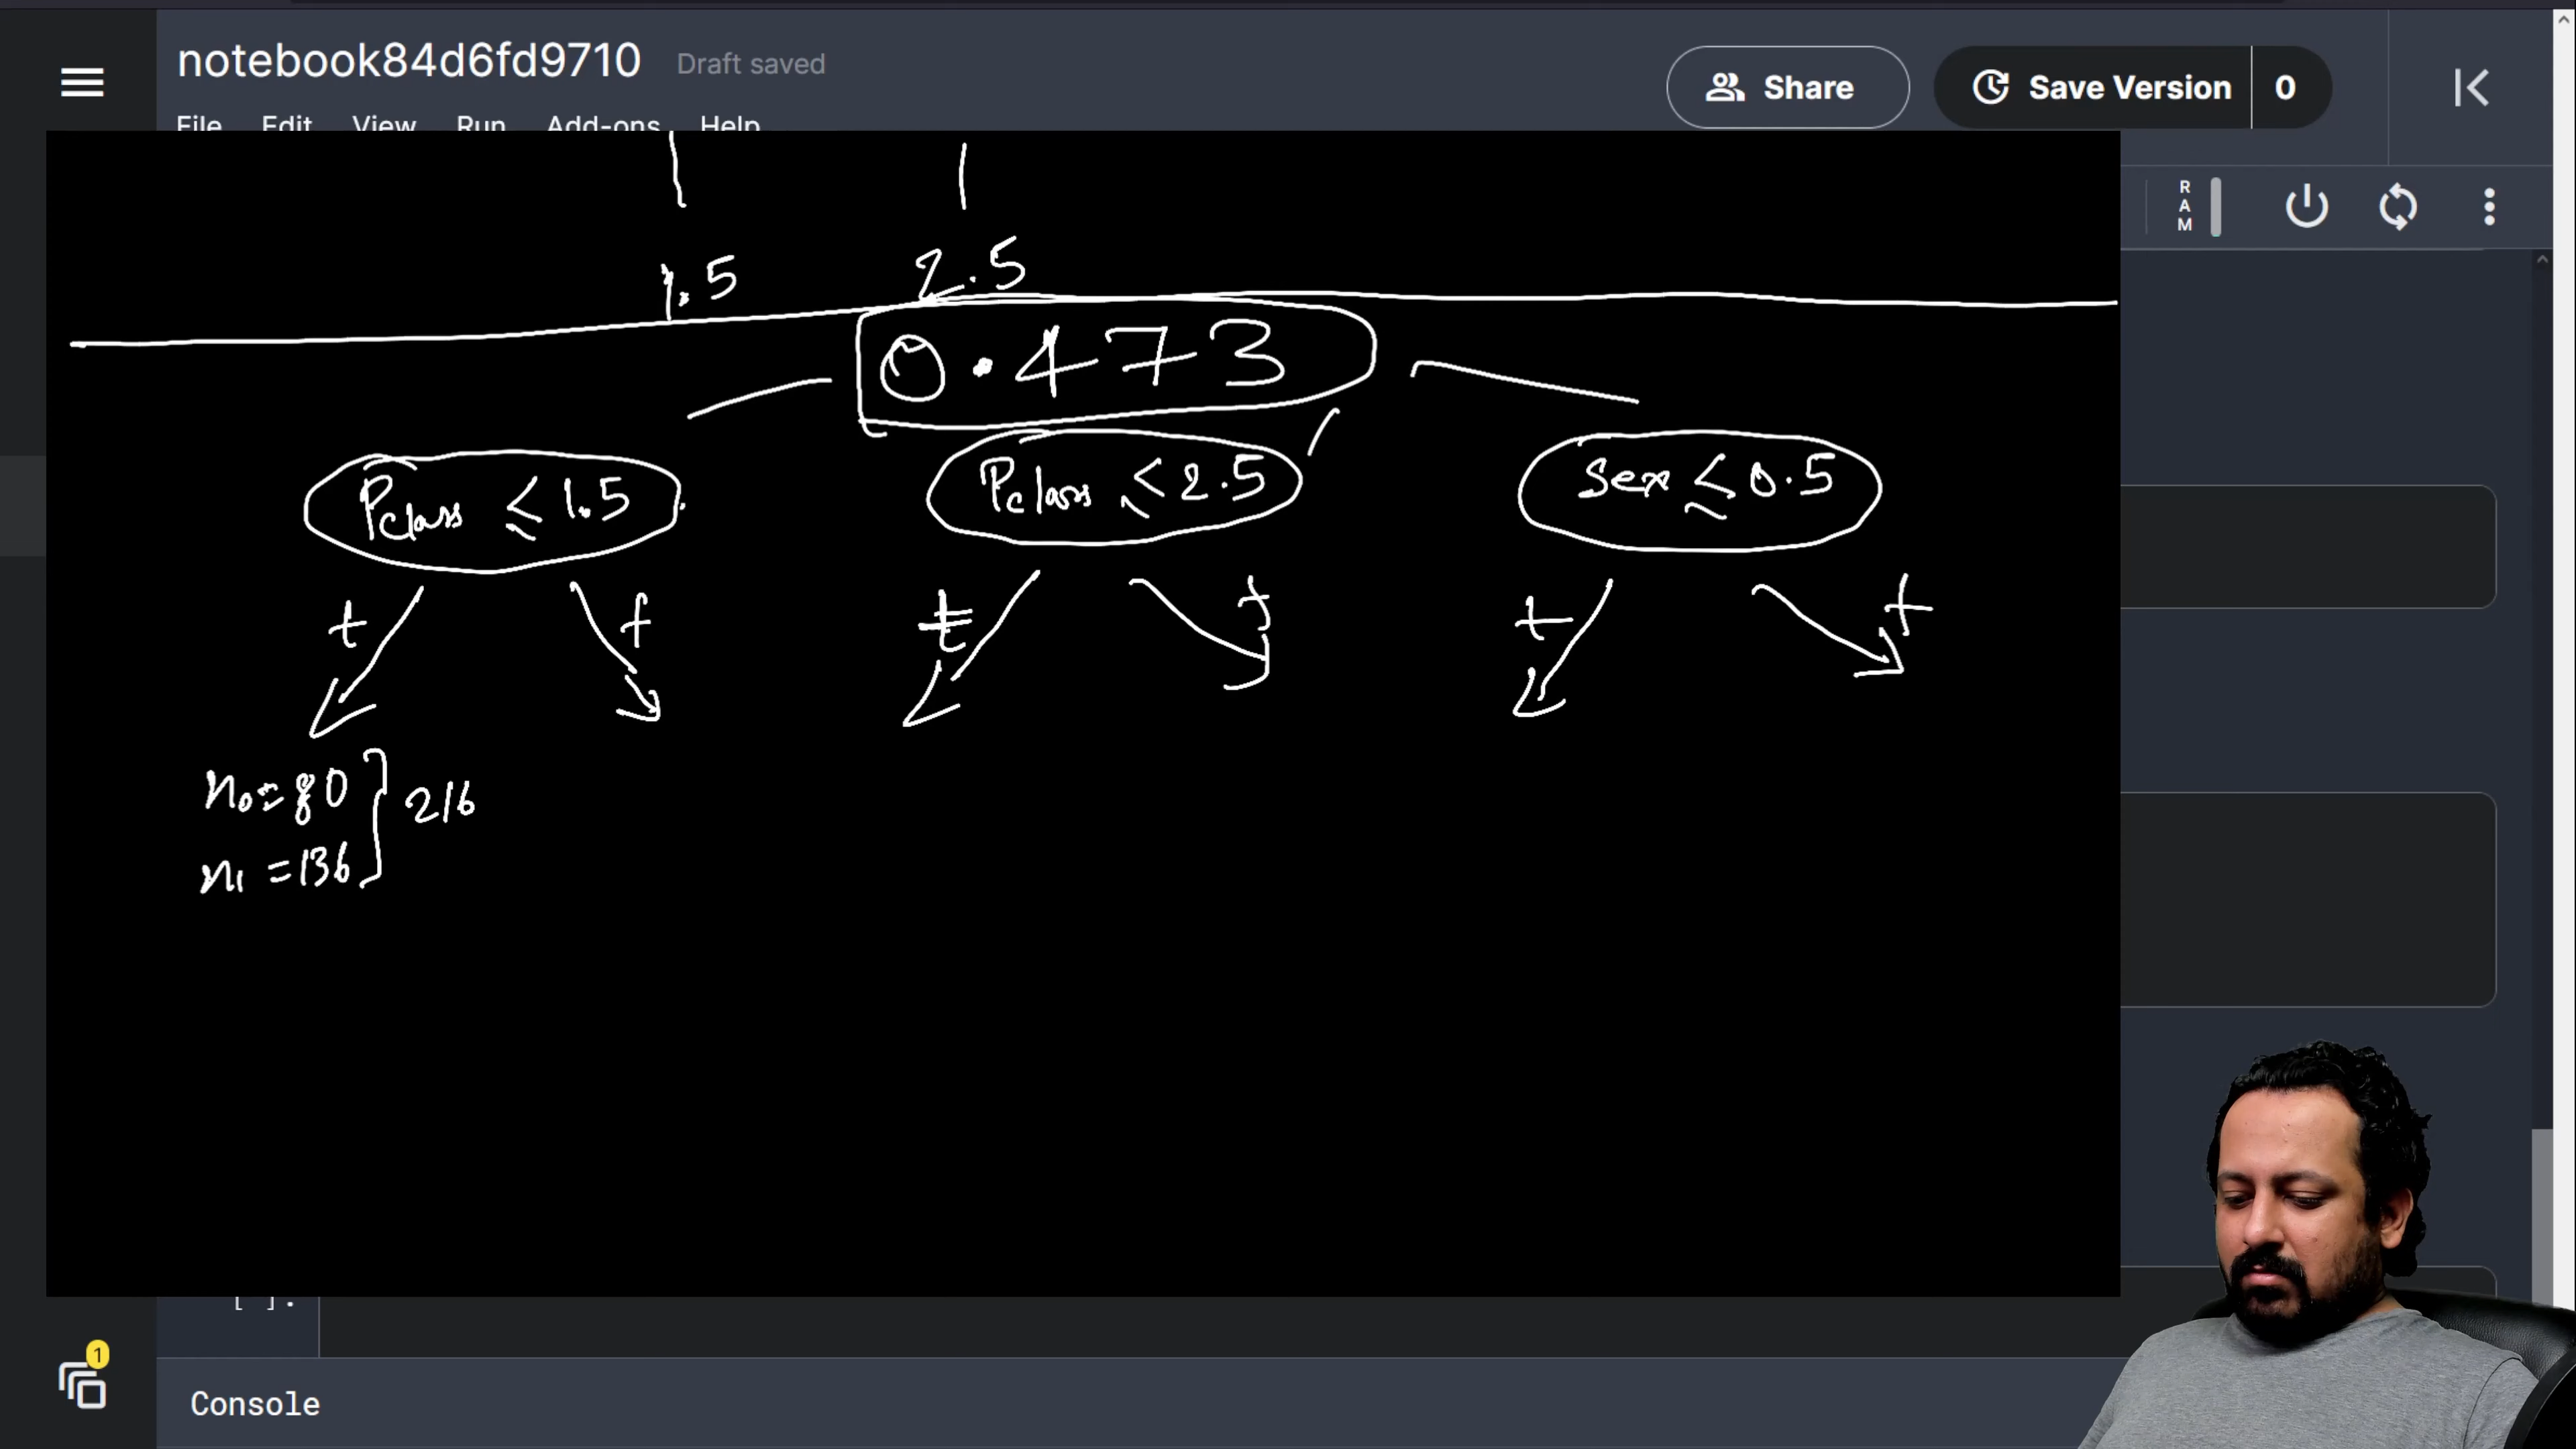 notebook84d6fd9710 Draft saved
Share
Save Version 0
File Edit View Run Add-ons Help
RAM
1.5 2.5
0.473
Pclass ≤ 1.5
Pclass ≤ 2.5
Sex ≤ 0.5
t f
t f
t f
n0 = 80
216
n1 = 136
[ ]:
1
Console